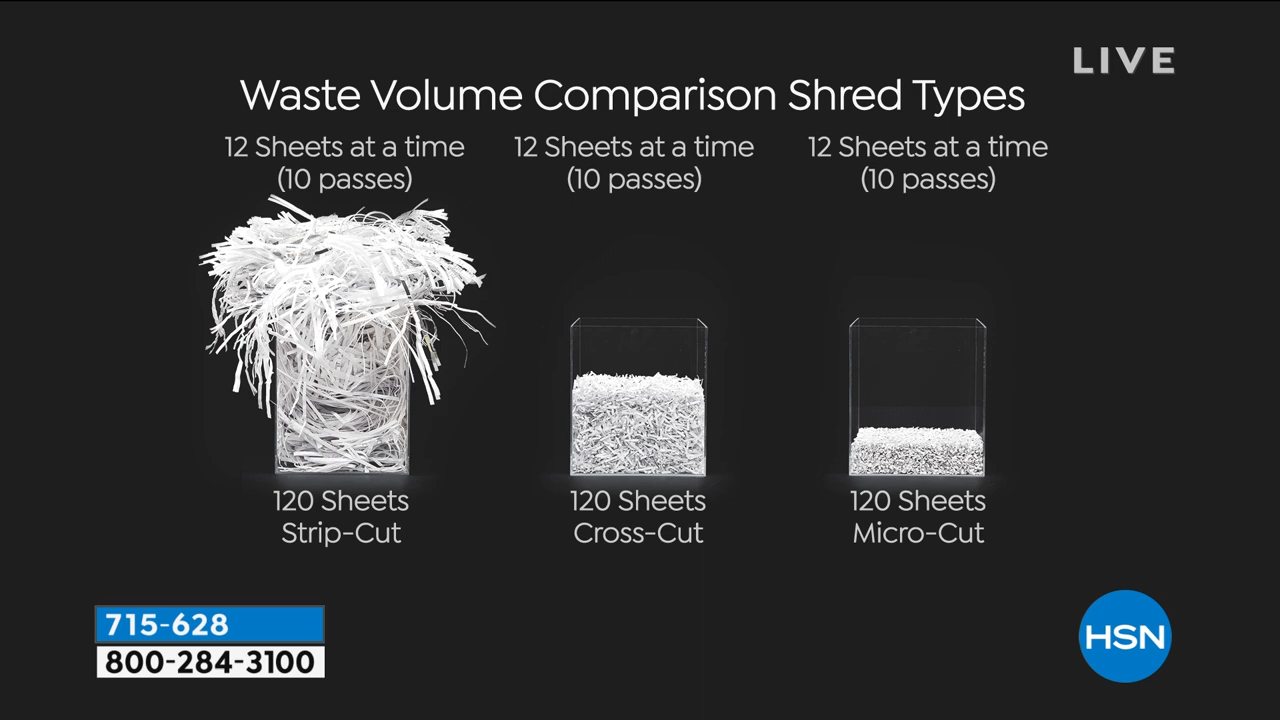 LIVE
Waste Volume Comparison Shred Types
12 Sheets at a time
(10 passes)
12 Sheets at a time
(10 passes)
12 Sheets at a time
(10 passes)
120 Sheets
Strip-Cut
120 Sheets
Cross-Cut
120 Sheets
Micro-Cut
715-628
800-284-3100
HSN